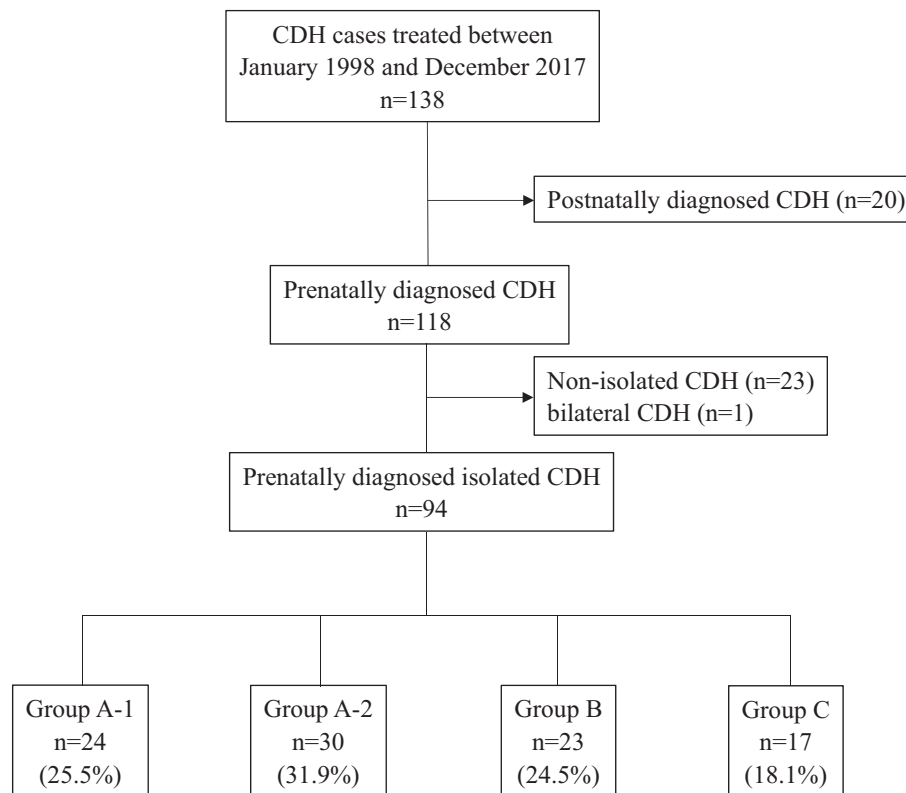 CDH cases treated between
January 1998 and December 2017
n=138
Postnatally diagnosed CDH (n=20)
Prenatally diagnosed CDH
n=118
Non-isolated CDH (n=23)
bilateral CDH (n=1)
Prenatally diagnosed isolated CDH
n=94
Group A-1
n=24
(25.5%)
Group A-2
n=30
(31.9%)
Group B
n=23
(24.5%)
Group C
n=17
(18.1%)